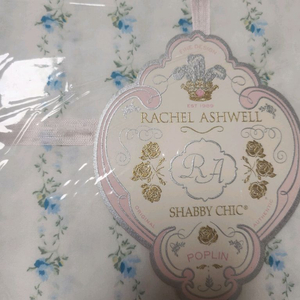 EST 1989
RACHEL ASHWELL
RA
SHABBY CHIC®
POPLIN